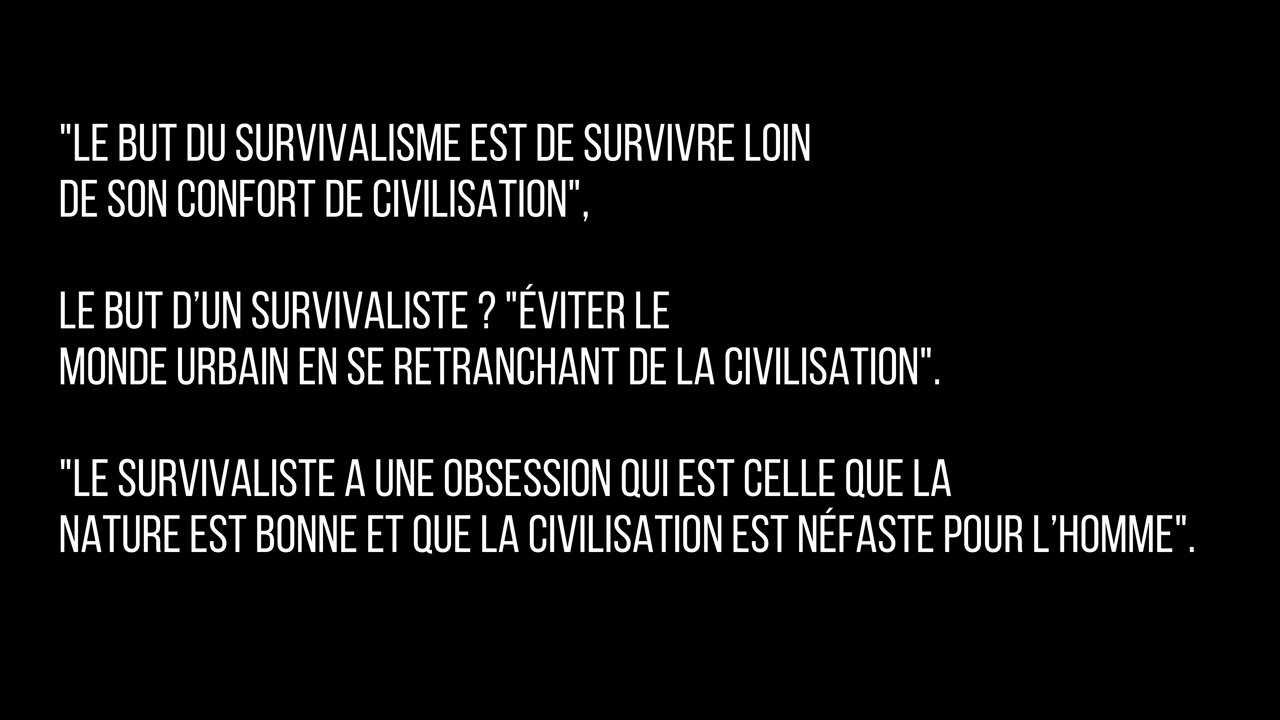 "LE BUT DU SURVIVALISME EST DE SURVIVRE LOIN
DE SON CONFORT DE CIVILISATION",
LE BUT D’UN SURVIVALISTE ? "ÉVITER LE
MONDE URBAIN EN SE RETRANCHANT DE LA CIVILISATION".
"LE SURVIVALISTE A UNE OBSESSION QUI EST CELLE QUE LA
NATURE EST BONNE ET QUE LA CIVILISATION EST NÉFASTE POUR L’HOMME".